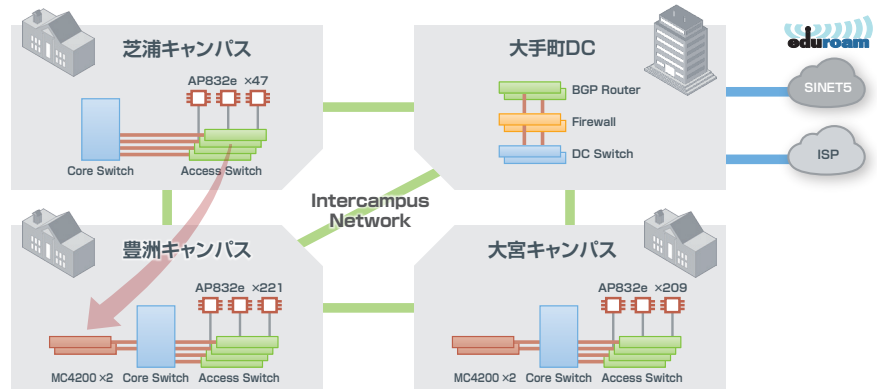 芝浦キャンパス
AP832e ×47
Core Switch
Access Switch
大手町DC
BGP Router
Firewall
DC Switch
eduroam
SINET5
ISP
Intercampus
Network
豊洲キャンパス
AP832e ×221
MC4200 ×2
Core Switch
Access Switch
大宮キャンパス
AP832e ×209
MC4200 ×2
Core Switch
Access Switch